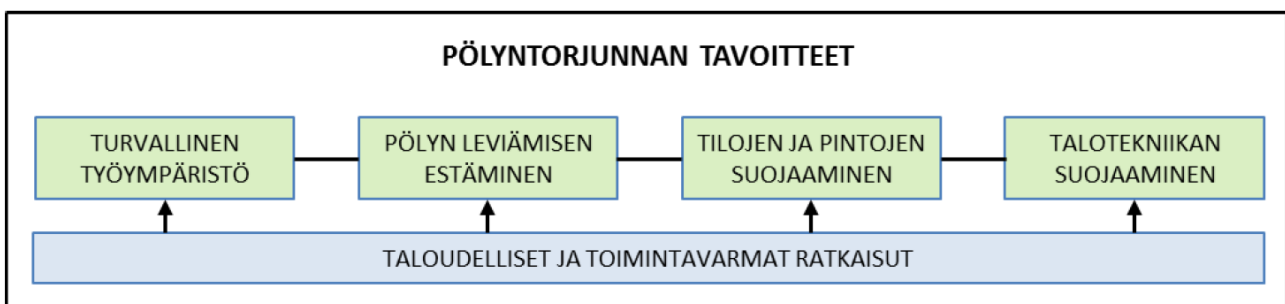 PÖLYNTORJUNNAN TAVOITTEET
TURVALLINEN
TYÖYMPÄRISTÖ
PÖLYN LEVIÄMISEN
ESTÄMINEN
TILOJEN JA PINTOJEN
SUOJAAMINEN
TALOTEKNIIKAN
SUOJAAMINEN
TALOUDELLISET JA TOIMINTAVARMAT RATKAISUT